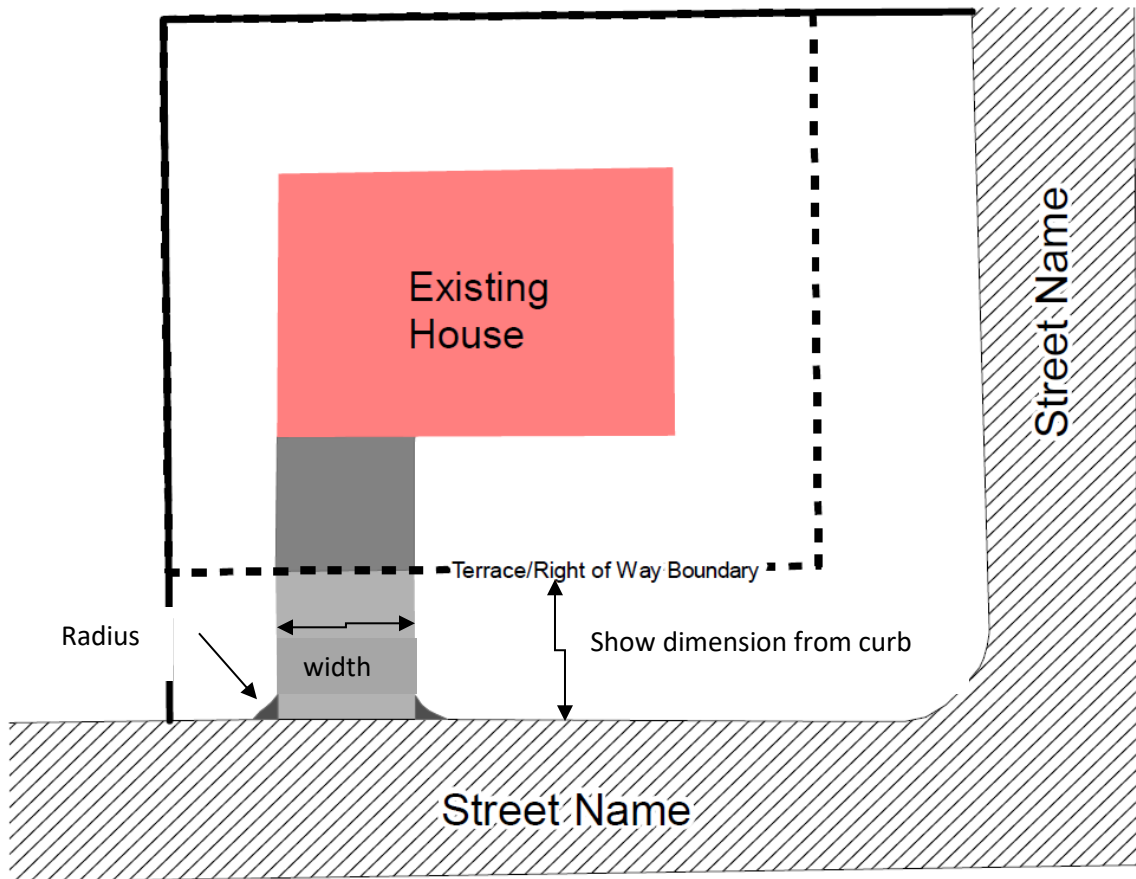 Existing
House
Street Name
Terrace/Right of Way Boundary
Radius
Show dimension from curb
width
Street Name